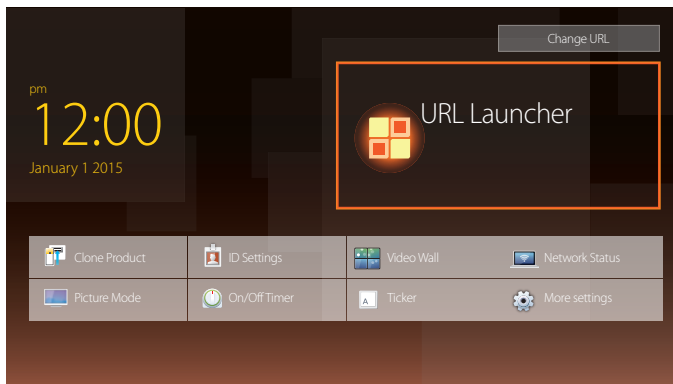 Change URL
pm
12:00
January 1 2015
URL Launcher
Clone Product
ID Settings
Video Wall
Network Status
Picture Mode
On/Off Timer
A
Ticker
More settings